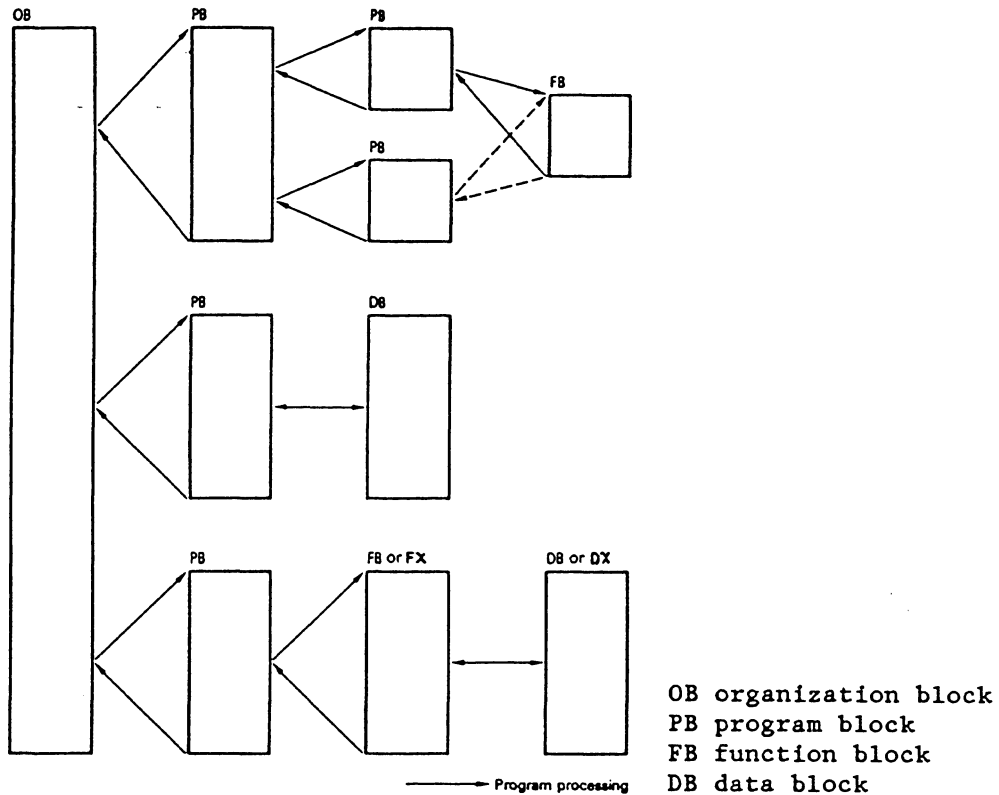 OB
PB
PB
FB
PB
PB
DB
PB
FB or FX
DB or DX
OB organization block
PB program block
FB function block
DB data block
Program processing